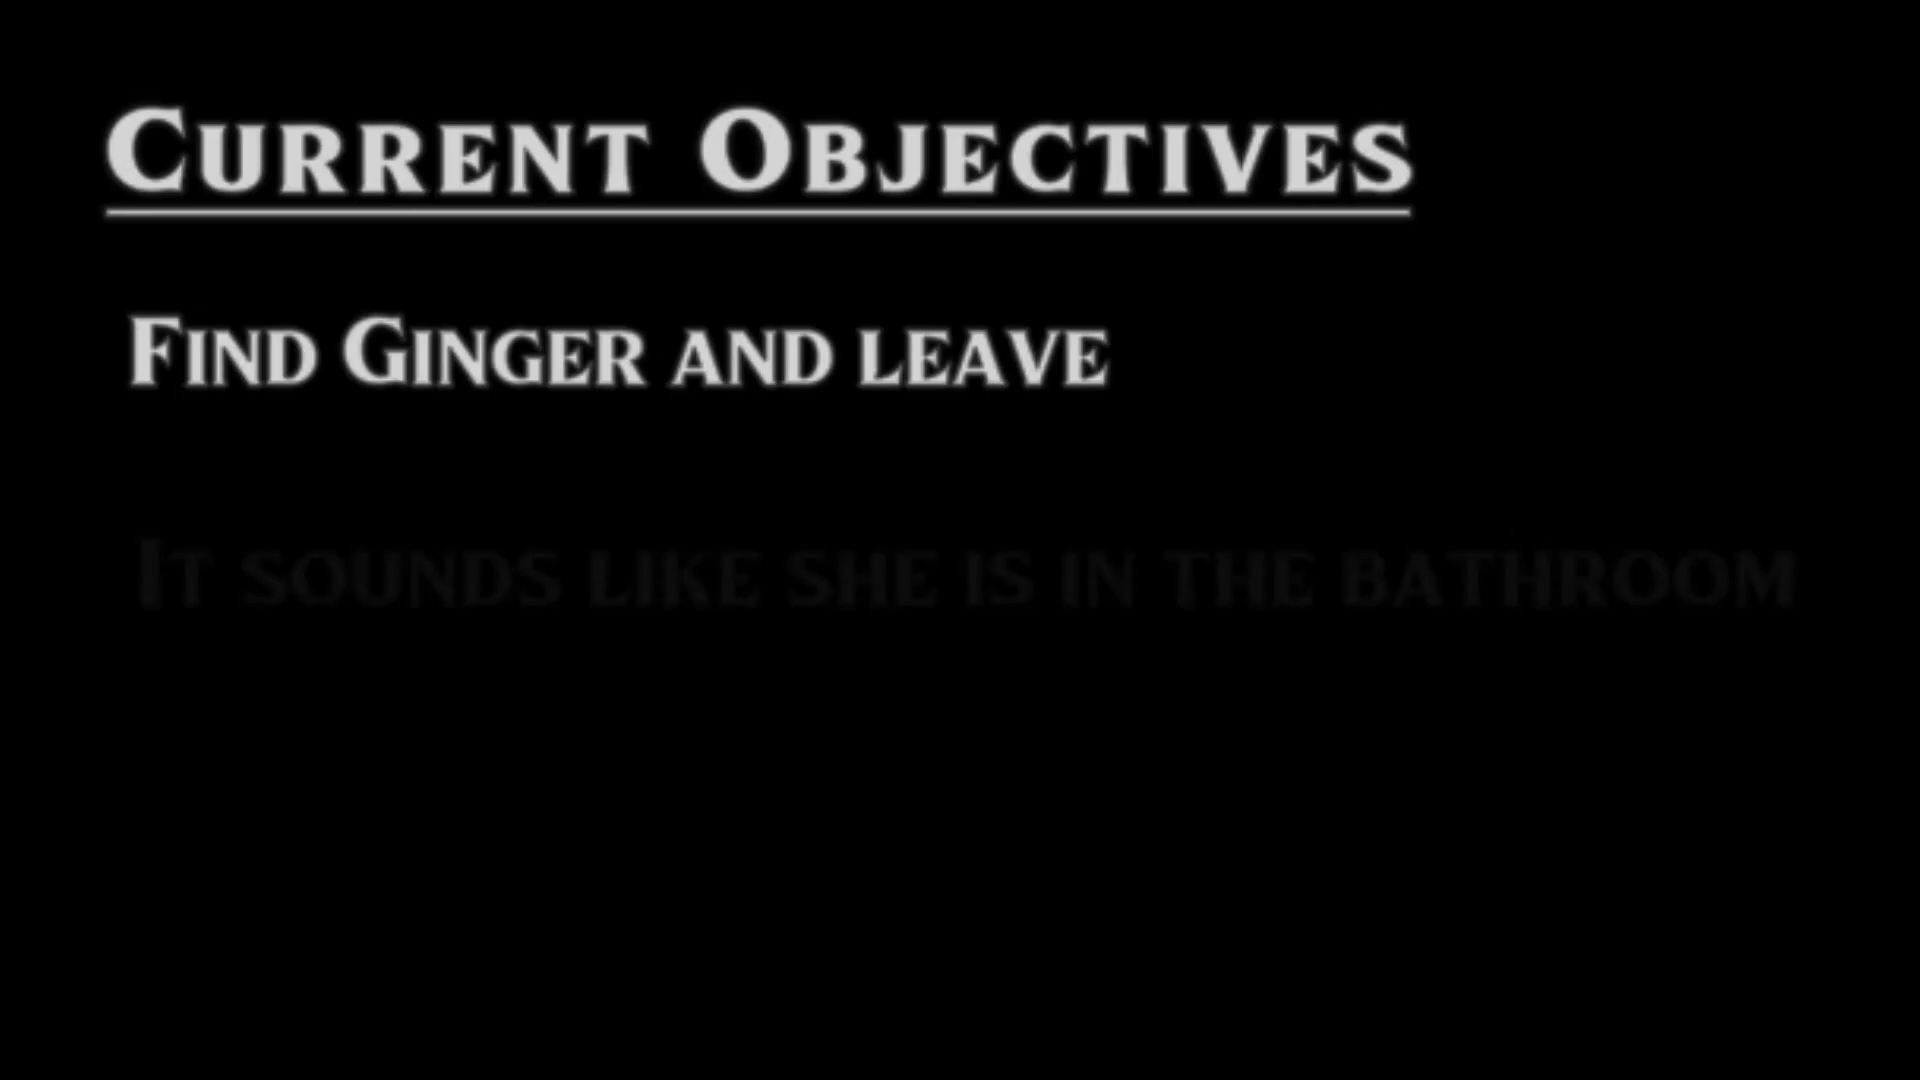 Current Objectives
Find Ginger and leave
It sounds like she is in the bathroom